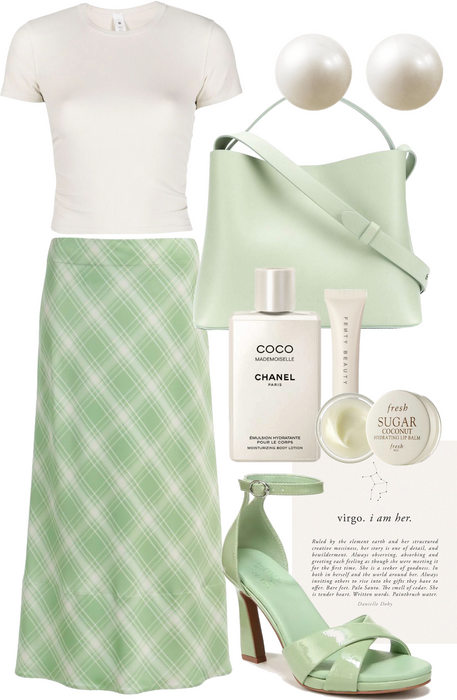 COCO
MADEMOISELLE
CHANEL
PARIS
ÉMULSION HYDRATANTE
POUR LE CORPS
MOISTURIZING BODY LOTION
FENTY BEAUTY
fresh
SUGAR
COCONUT
HYDRATING LIP BALM
fresh
virgo. i am her.
Ruled by the element earth and her structured
creative messiness, her story is one of detail, and
bewilderment. Always observing, absorbing and
greeting each feeling as though she were meeting it
for the first time. She is a seeker of goodness. In
both in herself and the world around her. Always
inviting others to rise into the gifts they have to
offer. Bare feet. Palo Santo. The smell of cedar. She
is tender heart. Written words. Paintbrush water.
Danielle Doby